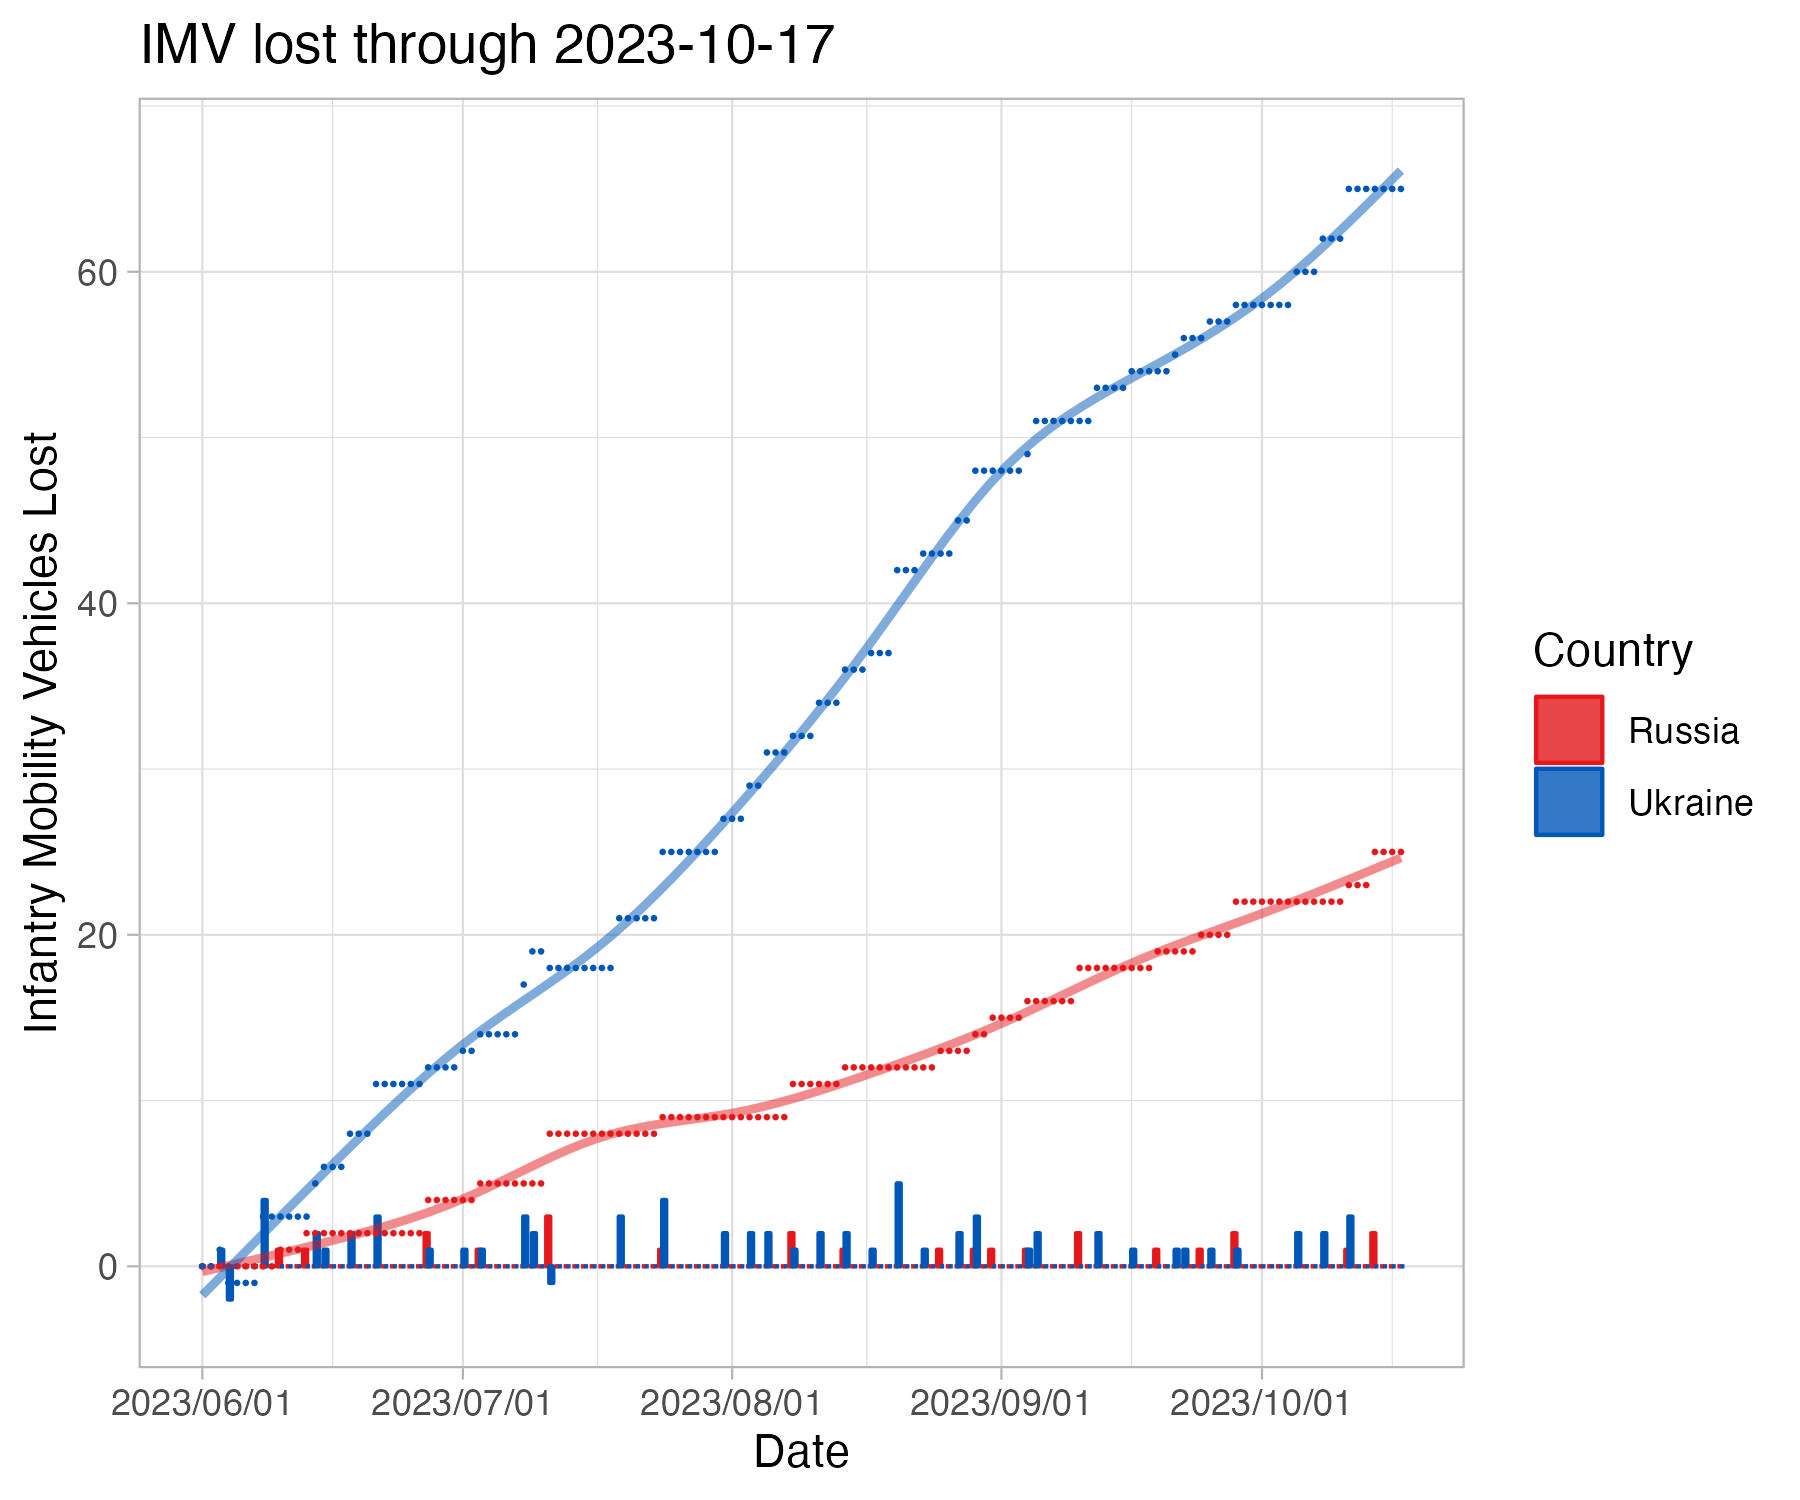 IMV lost through 2023-10-17
Infantry Mobility Vehicles Lost
60
40
20
0
2023/06/01
2023/07/01
2023/08/01
2023/09/01
2023/10/01
Date
Country
Russia
Ukraine